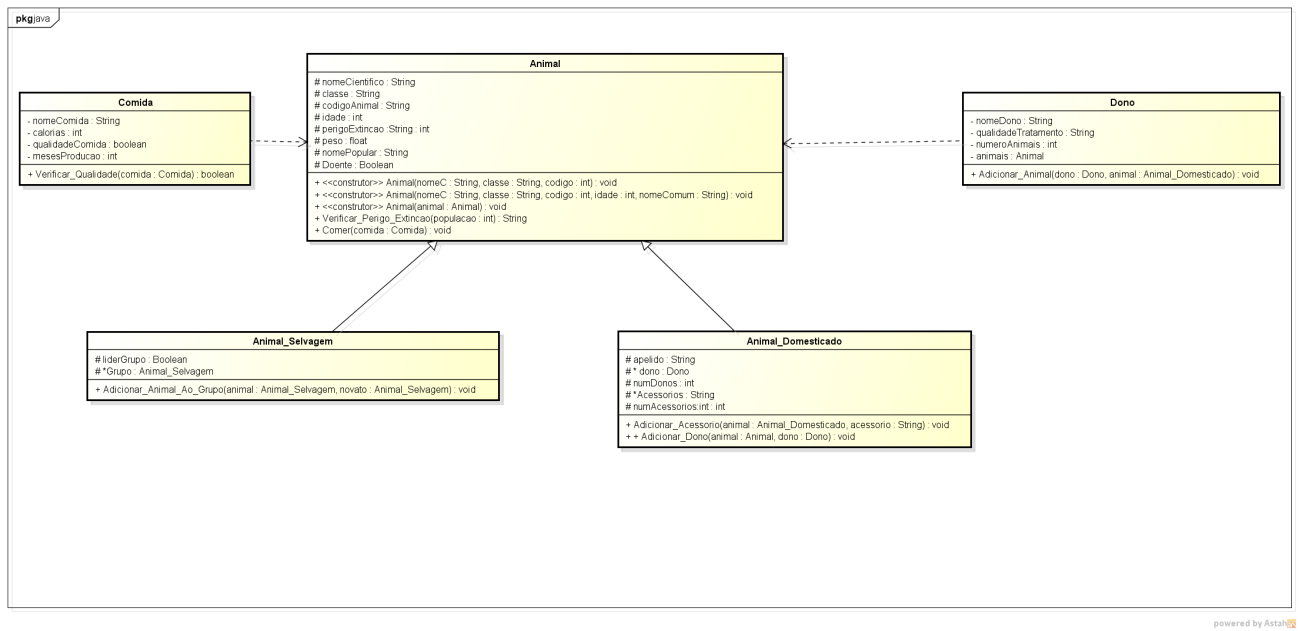 pkg java
Animal
# nomeCientifico : String
# classe : String
# codigoAnimal : String
# idade : int
# perigoExtincao :String : int
# peso : float
# nomePopular : String
# Doente : Boolean
+ <<construtor>> Animal(nomeC : String, classe : String, codigo : int) : void
+ <<construtor>> Animal(nomeC : String, classe : String, codigo : int, idade : int, nomeComum : String) : void
+ <<construtor>> Animal(animal : Animal) : void
+ Verificar_Perigo_Extincao(populacao : int) : String
+ Comer(comida : Comida) : void
Comida
- nomeComida : String
- calorias : int
- qualidadeComida : boolean
- mesesProducao : int
+ Verificar_Qualidade(comida : Comida) : boolean
Dono
- nomeDono : String
- qualidadeTratamento : String
- numeroAnimais : int
- animais : Animal
+ Adicionar_Animal(dono : Dono, animal : Animal_Domesticado) : void
Animal_Selvagem
# liderGrupo : Boolean
# *Grupo : Animal_Selvagem
+ Adicionar_Animal_Ao_Grupo(animal : Animal_Selvagem, novato : Animal_Selvagem) : void
Animal_Domesticado
# apelido : String
# * dono : Dono
# numDonos : int
# *Acessorios : String
# numAcessorios:int : int
+ Adicionar_Acessorio(animal : Animal_Domesticado, acessorio : String) : void
+ + Adicionar_Dono(animal : Animal, dono : Dono) : void
powered by Astah